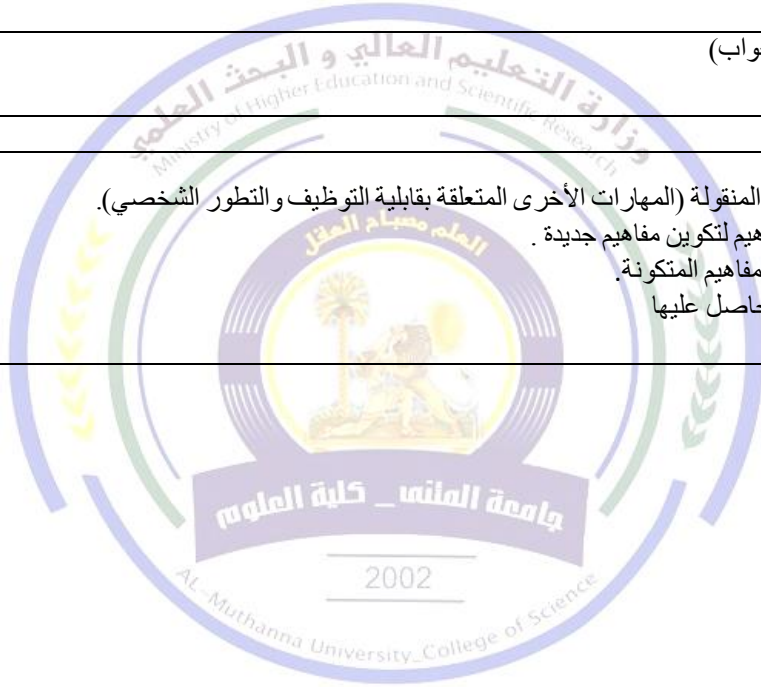 واب)
وزارة التعليم العالي و البحث العلمي
Ministry of Higher Education and Scientific Research
المنقولة (المهارات الأخرى المتعلقة بقابلية التوظيف والتطور الشخصي).
هيم لتكوين مفاهيم جديدة .
مفاهيم المتكونة.
حاصل عليها
العلم مصباح العقل
جامعة المثنى _ كلية العلوم
2002
AL-Muthanna University_College of Science